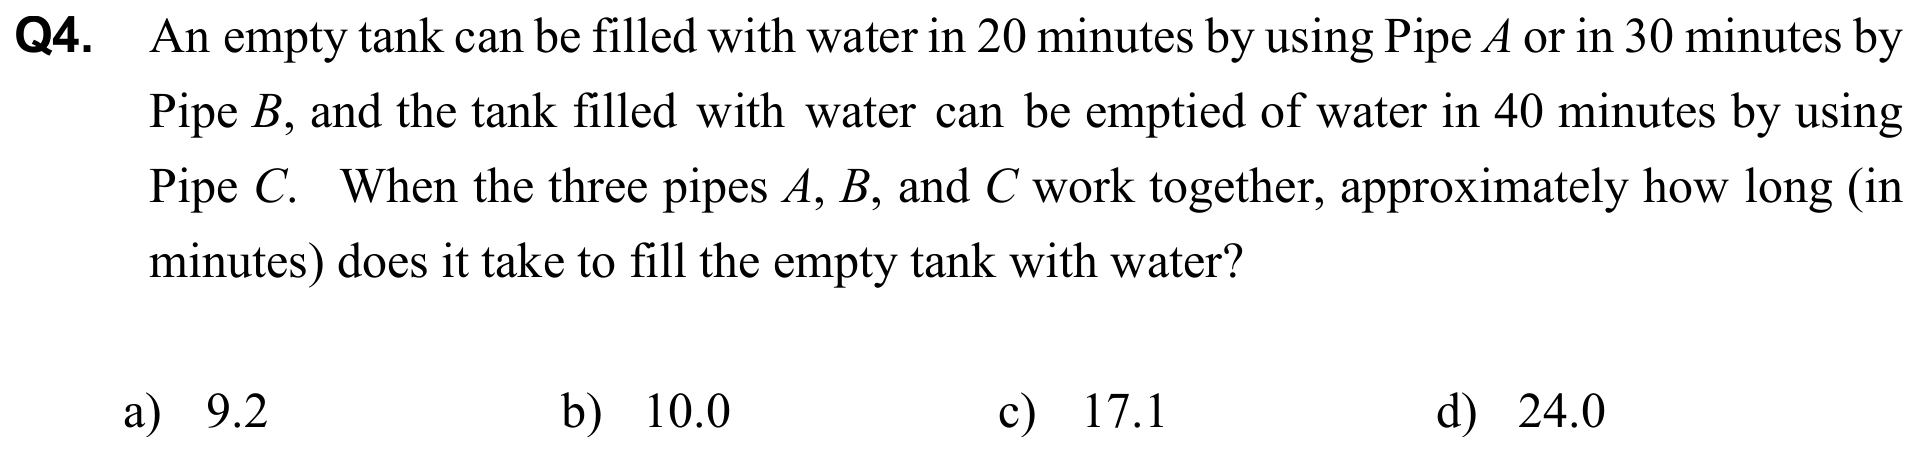 Q4. An empty tank can be filled with water in 20 minutes by using Pipe A or in 30 minutes by
Pipe B, and the tank filled with water can be emptied of water in 40 minutes by using
Pipe C. When the three pipes A, B, and C work together, approximately how long (in
minutes) does it take to fill the empty tank with water?
a) 9.2 b) 10.0 c) 17.1 d) 24.0